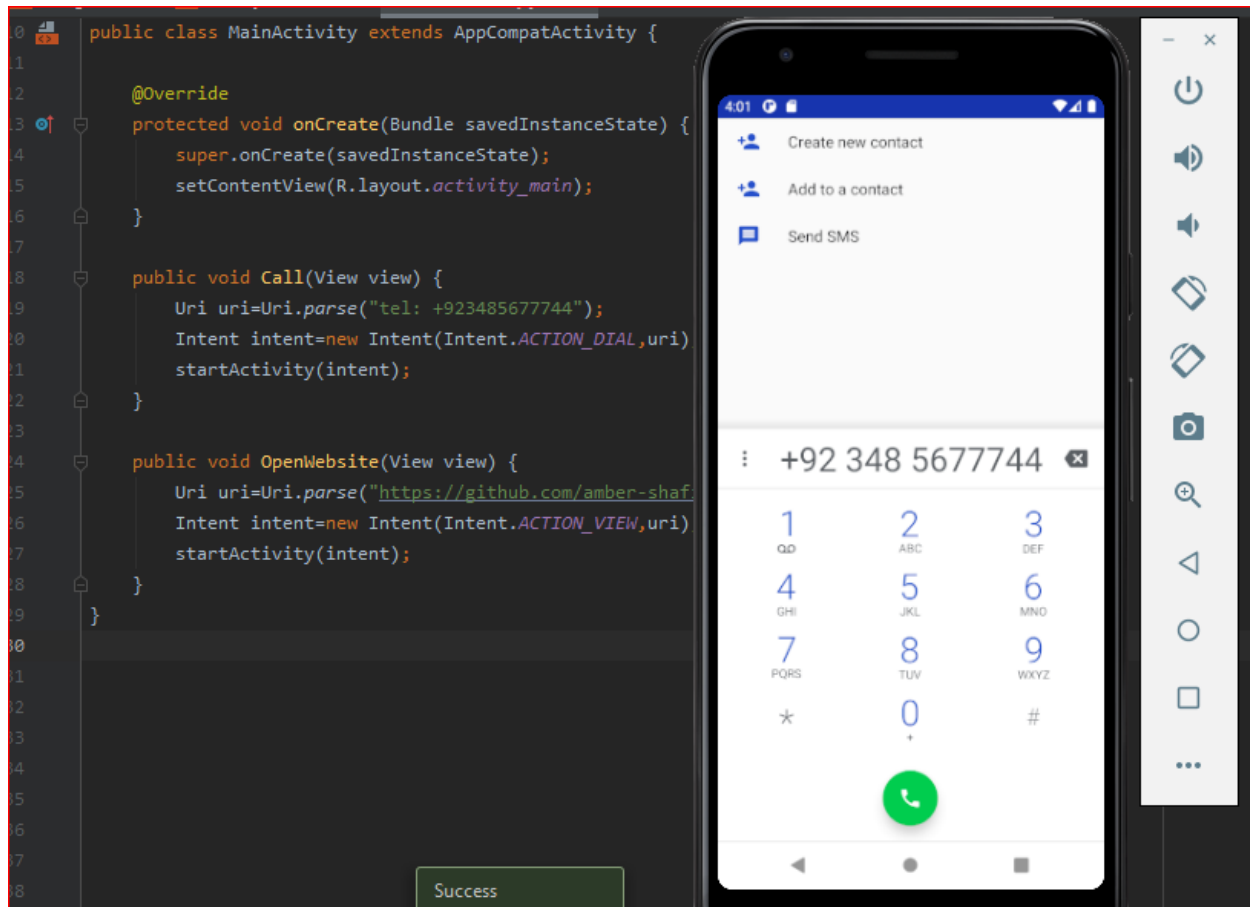 10 public class MainActivity extends AppCompatActivity {
@Override
protected void onCreate(Bundle savedInstanceState) {
super.onCreate(savedInstanceState);
setContentView(R.layout.activity_main);
}
public void Call(View view) {
Uri uri=Uri.parse("tel: +923485677744");
Intent intent=new Intent(Intent.ACTION_DIAL,uri)
startActivity(intent);
}
public void OpenWebsite(View view) {
Uri uri=Uri.parse("https://github.com/amber-shaf
Intent intent=new Intent(Intent.ACTION_VIEW,uri)
startActivity(intent);
}
}
Success
4:01
Create new contact
Add to a contact
Send SMS
+92 348 5677744
1 2 3
ABC DEF
4 5 6
GHI JKL MNO
7 8 9
PQRS TUV WXYZ
* 0 #
+